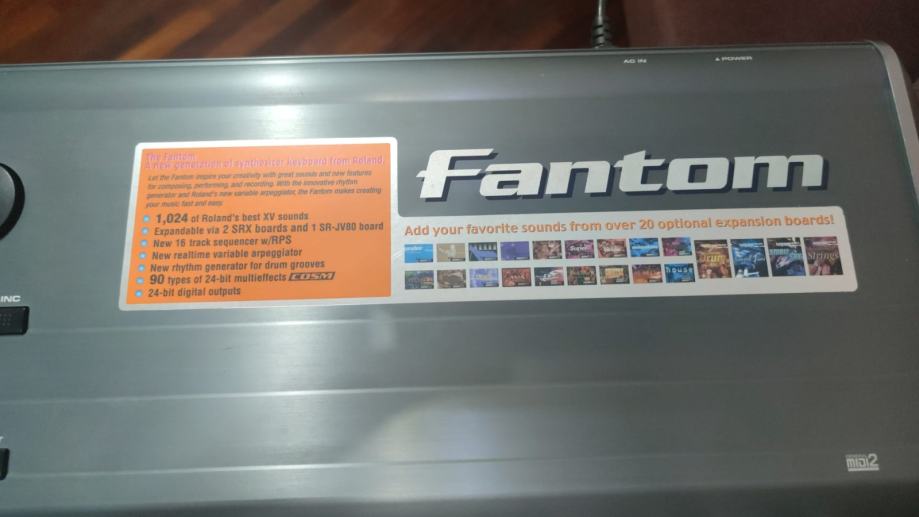 AC IN
▲ POWER
The Fantom
A new generation of synthesizer keyboard from Roland.
Let the Fantom inspire your creativity with great sounds and new features
for composing, performing, and recording. With the innovative rhythm
generator and Roland's new variable arpeggiator, the Fantom makes creating
your music fast and easy.
1,024 of Roland's best XV sounds
Expandable via 2 SRX boards and 1 SR-JV80 board
New 16 track sequencer w/RPS
New realtime variable arpeggiator
New rhythm generator for drum grooves
90 types of 24-bit multieffects COSM
24-bit digital outputs
Fantom
Add your favorite sounds from over 20 optional expansion boards!
Drum
Strings
house
INC
GENERAL
MIDI2